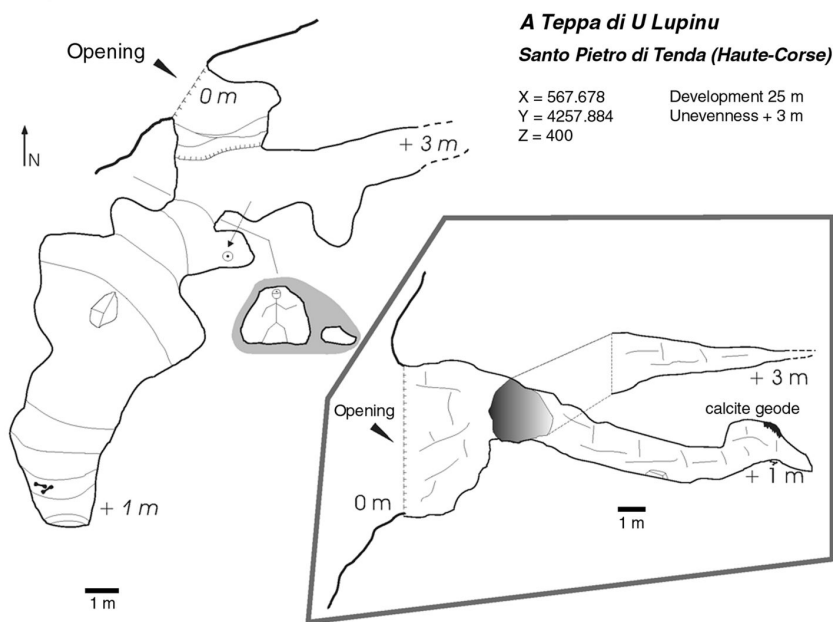 A Teppa di U Lupinu
Santo Pietro di Tenda (Haute-Corse)
X = 567.678 Development 25 m
Y = 4257.884 Unevenness + 3 m
Z = 400
Opening
0 m
N
+ 3 m
+ 1 m
1 m
Opening
0 m
+ 3 m
calcite geode
+ 1 m
1 m